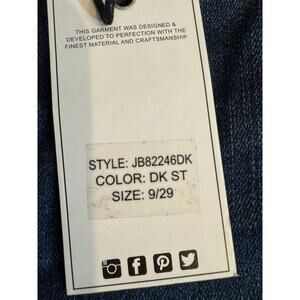 THIS GARMENT WAS DESIGNED &
DEVELOPED TO PERFECTION WITH THE
FINEST MATERIAL AND CRAFTSMANSHIP
STYLE: JB82246DK
COLOR: DK ST
SIZE: 9/29